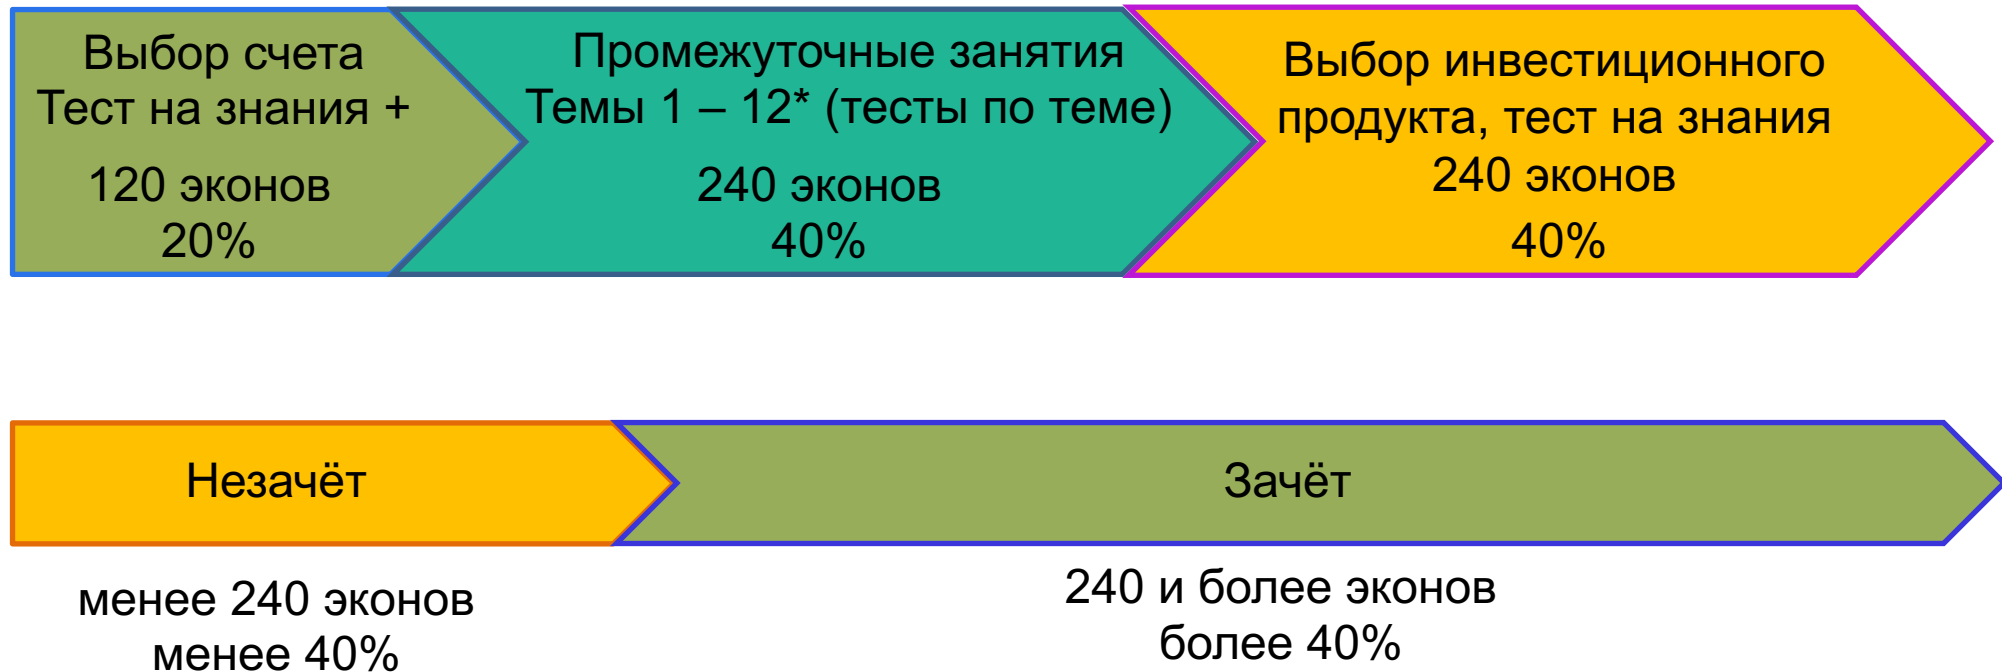 Выбор счета
Тест на знания +
120 эконов
20%
Промежуточные занятия
Темы 1 – 12* (тесты по теме)
240 эконов
40%
Выбор инвестиционного
продукта, тест на знания
240 эконов
40%
Незачёт
Зачёт
менее 240 эконов
менее 40%
240 и более эконов
более 40%